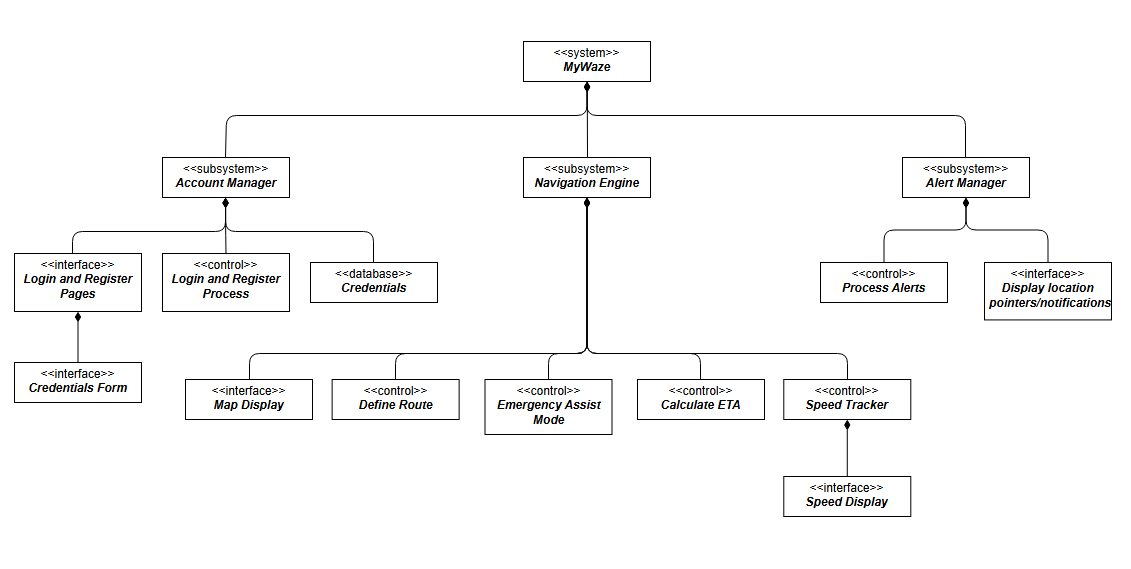 <<system>>
MyWaze
<<subsystem>>
Account Manager
<<subsystem>>
Navigation Engine
<<subsystem>>
Alert Manager
<<interface>>
Login and Register
Pages
<<control>>
Login and Register
Process
<<database>>
Credentials
<<control>>
Process Alerts
<<interface>>
Display location
pointers/notifications
<<interface>>
Credentials Form
<<interface>>
Map Display
<<control>>
Define Route
<<control>>
Emergency Assist
Mode
<<control>>
Calculate ETA
<<control>>
Speed Tracker
<<interface>>
Speed Display